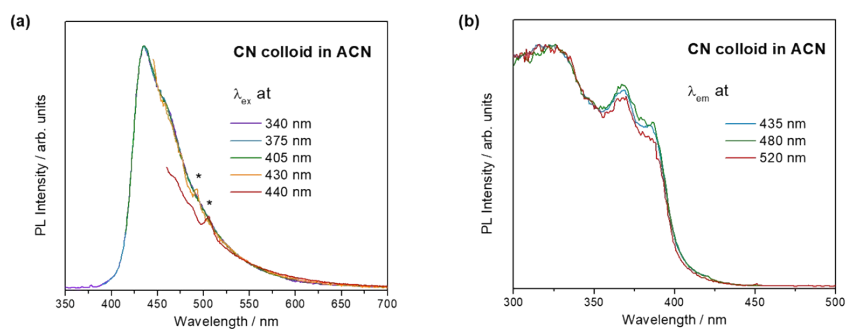 (a)
CN colloid in ACN
λex at
340 nm
375 nm
405 nm
430 nm
440 nm
*
*
PL Intensity / arb. units
350 400 450 500 550 600 650 700
Wavelength / nm
(b)
CN colloid in ACN
λem at
435 nm
480 nm
520 nm
PL Intensity / arb. units
300 350 400 450 500
Wavelength / nm